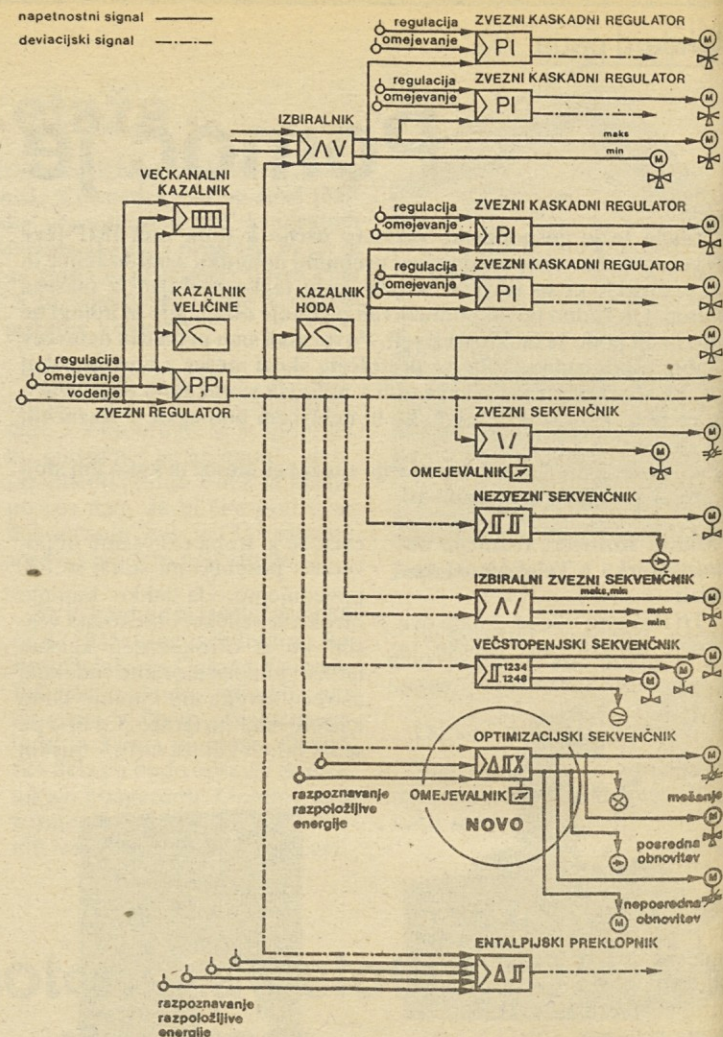 napetnostni signal
deviacijski signal
regulacija
omejevanje
ZVEZNI KASKADNI REGULATOR
PI
M
regulacija
omejevanje
ZVEZNI KASKADNI REGULATOR
PI
M
IZBIRALNIK
ΛV
maks
min
M
M
VEČKANALNI
KAZALNIK
regulacija
omejevanje
ZVEZNI KASKADNI REGULATOR
PI
M
regulacija
omejevanje
ZVEZNI KASKADNI REGULATOR
PI
M
KAZALNIK
VELIČINE
KAZALNIK
HODA
M
regulacija
omejevanje
vodenje
P,PI
ZVEZNI REGULATOR
ZVEZNI SEKVENČNIK
M
M
OMEJEVALNIK
NEZVEZNI SEKVENČNIK
M
IZBIRALNI ZVEZNI SEKVENČNIK
maks,min
M
maks
min
VEČSTOPENJSKI SEKVENČNIK
1234
1248
M
M
M
OPTIMIZACIJSKI SEKVENČNIK
M
razpoznavanje
razpoložljive
energije
OMEJEVALNIK
NOVO
mešanje
M
posredna
obnovitev
M
neposredna
obnovitev
M
ENTALPIJSKI PREKLOPNIK
razpoznavanje
razpoložljive
energije